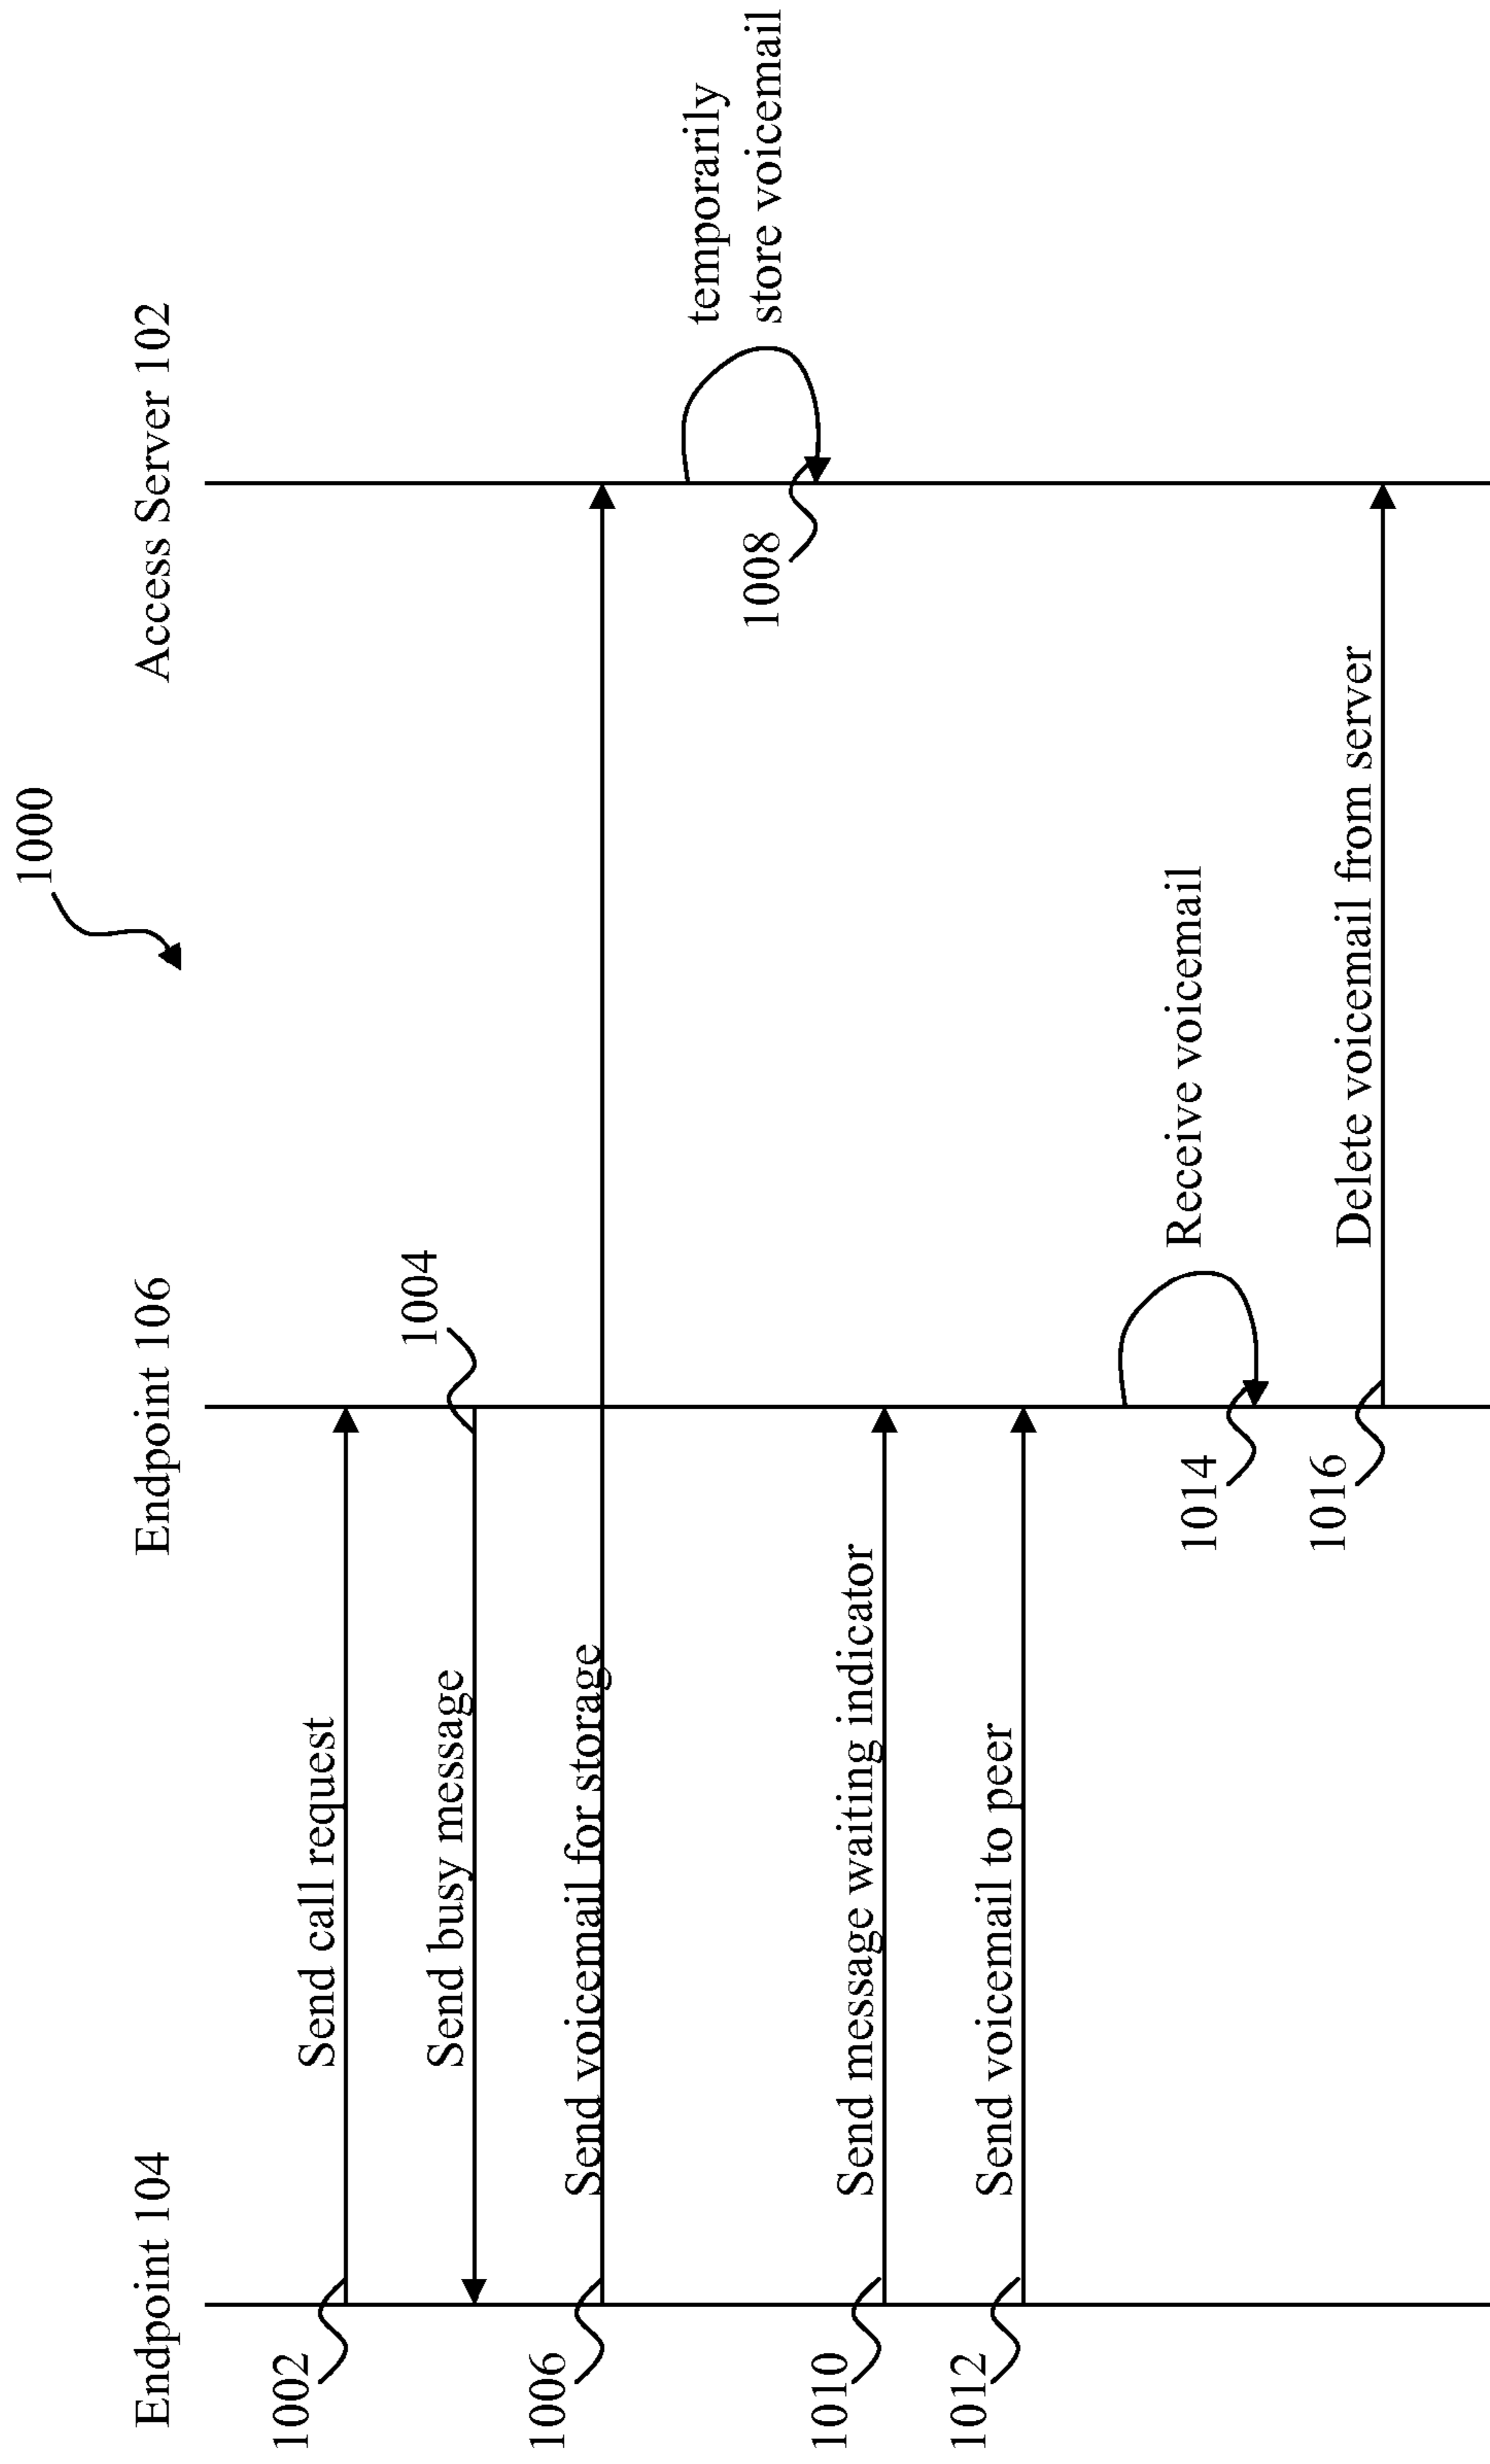 1000
Endpoint 104
Endpoint 106
Access Server 102
1002
Send call request
Send busy message
1004
1006
Send voicemail for storage
temporarily
store voicemail
1008
1010
Send message waiting indicator
1012
Send voicemail to peer
Receive voicemail
1014
Delete voicemail from server
1016